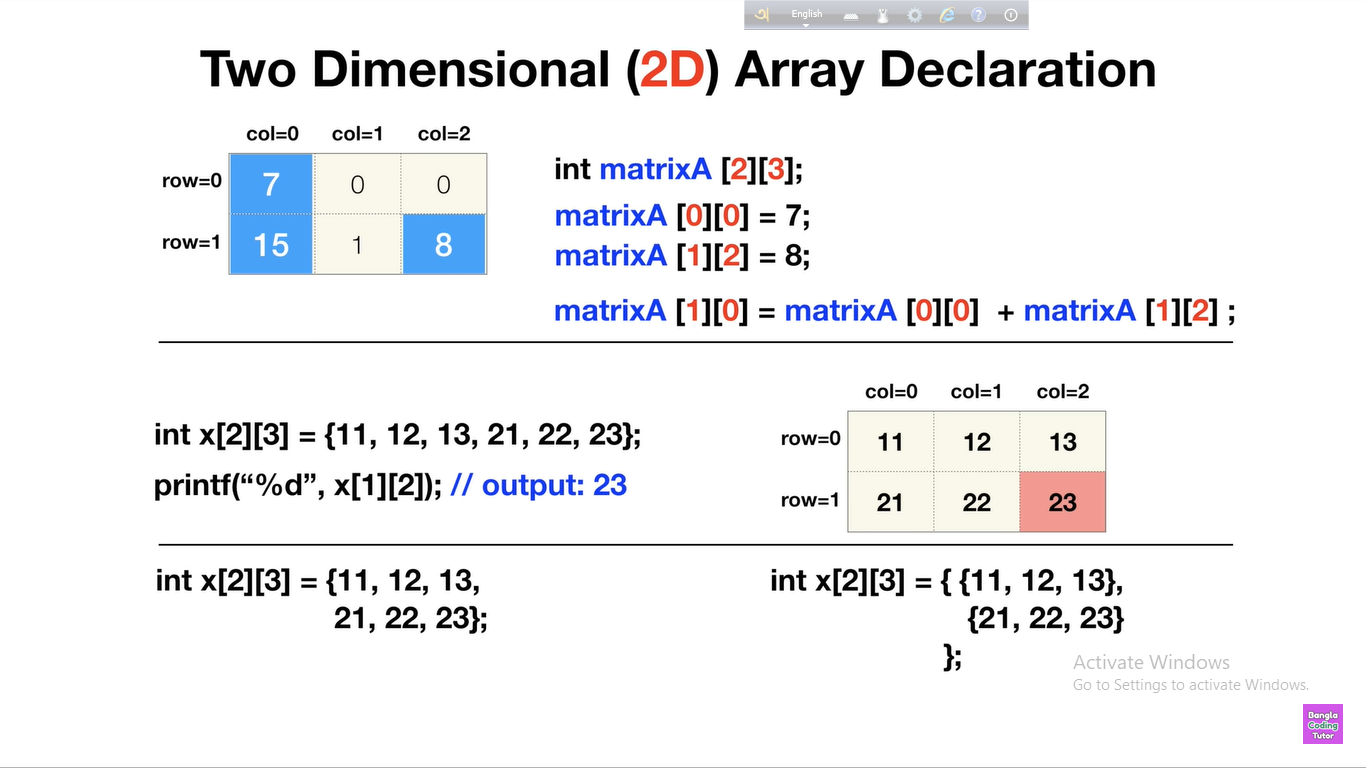 অ English
Two Dimensional (2D) Array Declaration
col=0 col=1 col=2
row=0 7 0 0
row=1 15 1 8
int matrixA [2][3];
matrixA [0][0] = 7;
matrixA [1][2] = 8;
matrixA [1][0] = matrixA [0][0] + matrixA [1][2] ;
int x[2][3] = {11, 12, 13, 21, 22, 23};
printf(“%d”, x[1][2]); // output: 23
col=0 col=1 col=2
row=0 11 12 13
row=1 21 22 23
int x[2][3] = {11, 12, 13,
21, 22, 23};
int x[2][3] = { {11, 12, 13},
{21, 22, 23}
};
Activate Windows
Go to Settings to activate Windows.
Bangla
Coding
Tutor